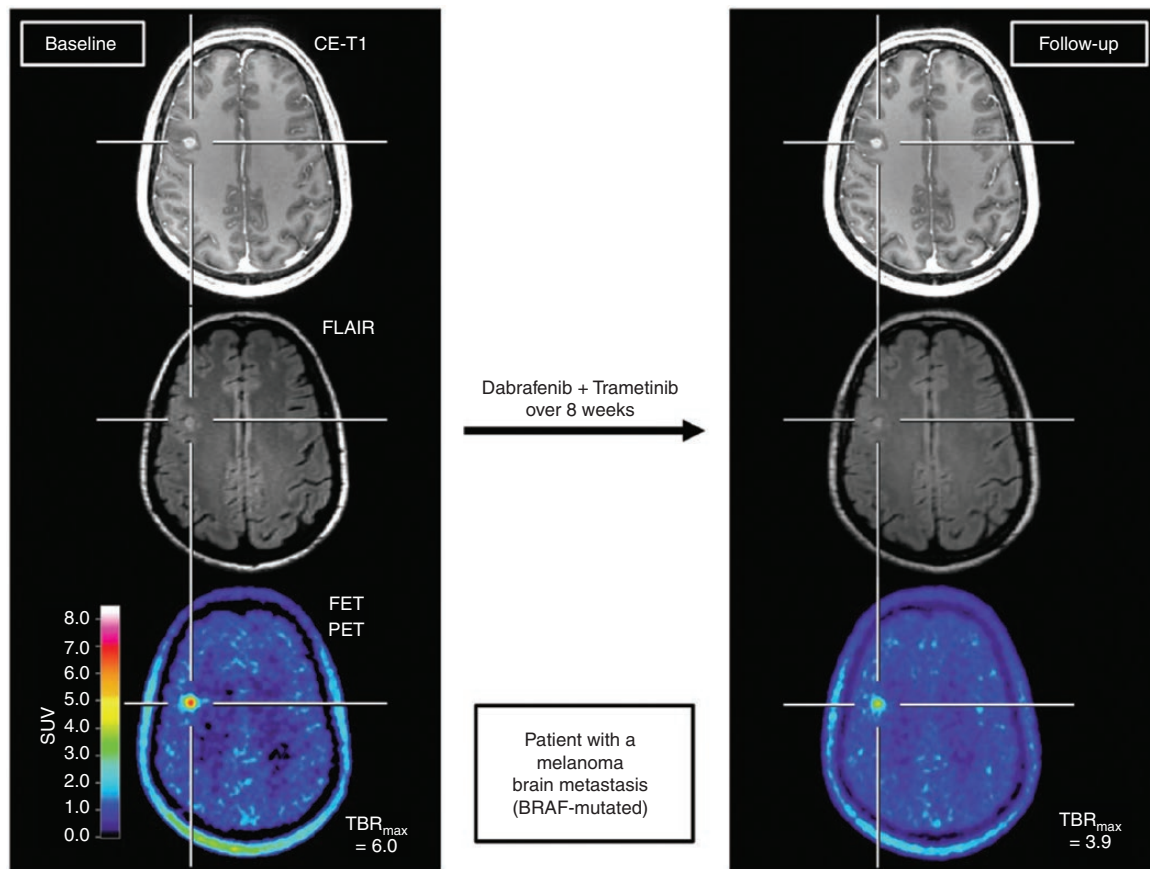 Baseline
CE-T1
Follow-up
FLAIR
Dabrafenib + Trametinib
over 8 weeks
FET
PET
8.0
7.0
6.0
5.0
4.0
3.0
2.0
1.0
0.0
SUV
TBRmax
= 6.0
Patient with a
melanoma
brain metastasis
(BRAF-mutated)
TBRmax
= 3.9